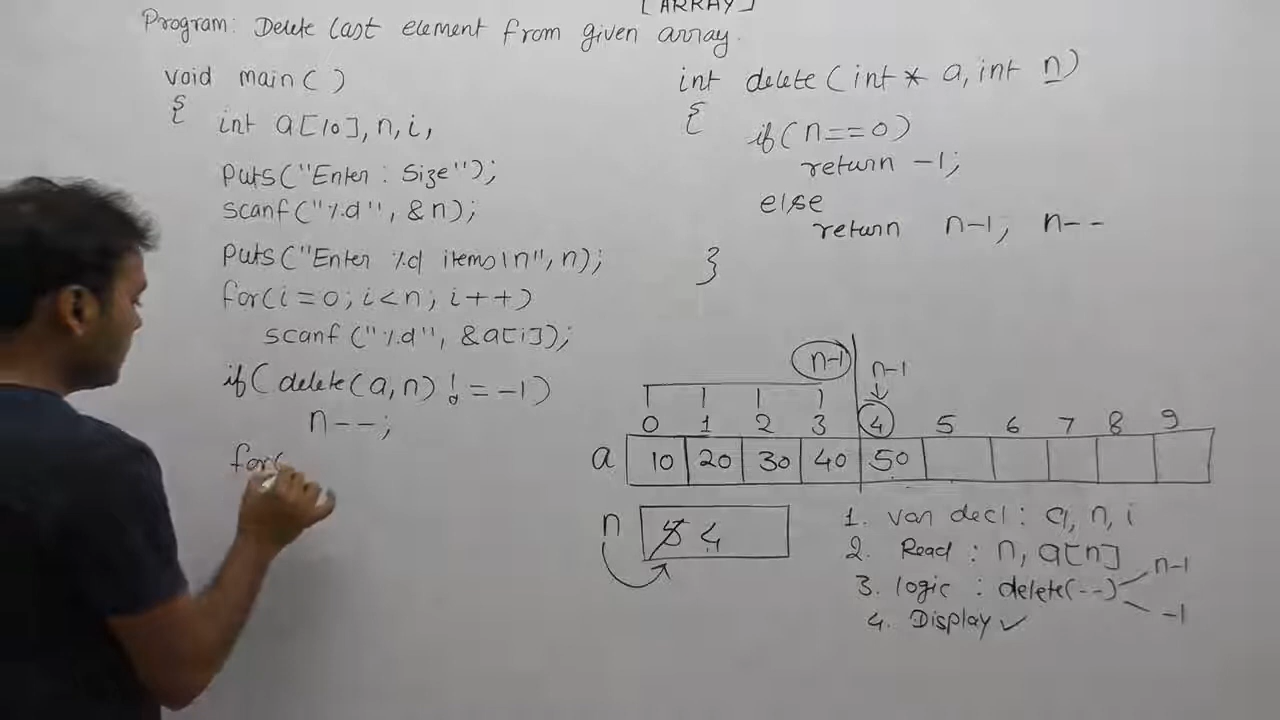 [ARRAY]
Program: Delete last element from given array.
void main( )
{ int a[10], n, i,
puts("Enter : Size");
scanf("%d", &n);
puts("Enter %d items\n", n);
for(i=0; i<n; i++)
scanf("%d", &a[i]);
if( delete(a,n) != -1)
n--;
for(
int delete(int * a, int n)
{
if(n==0)
return -1;
else
return n-1; n--
}
n-1 n-1
0 1 2 3 4 5 6 7 8 9
a 10 20 30 40 50
n 5 4
1. var decl : a, n, i
2. Read : n, a[n]
3. logic : delete(--) n-1
-1
4. Display ✓